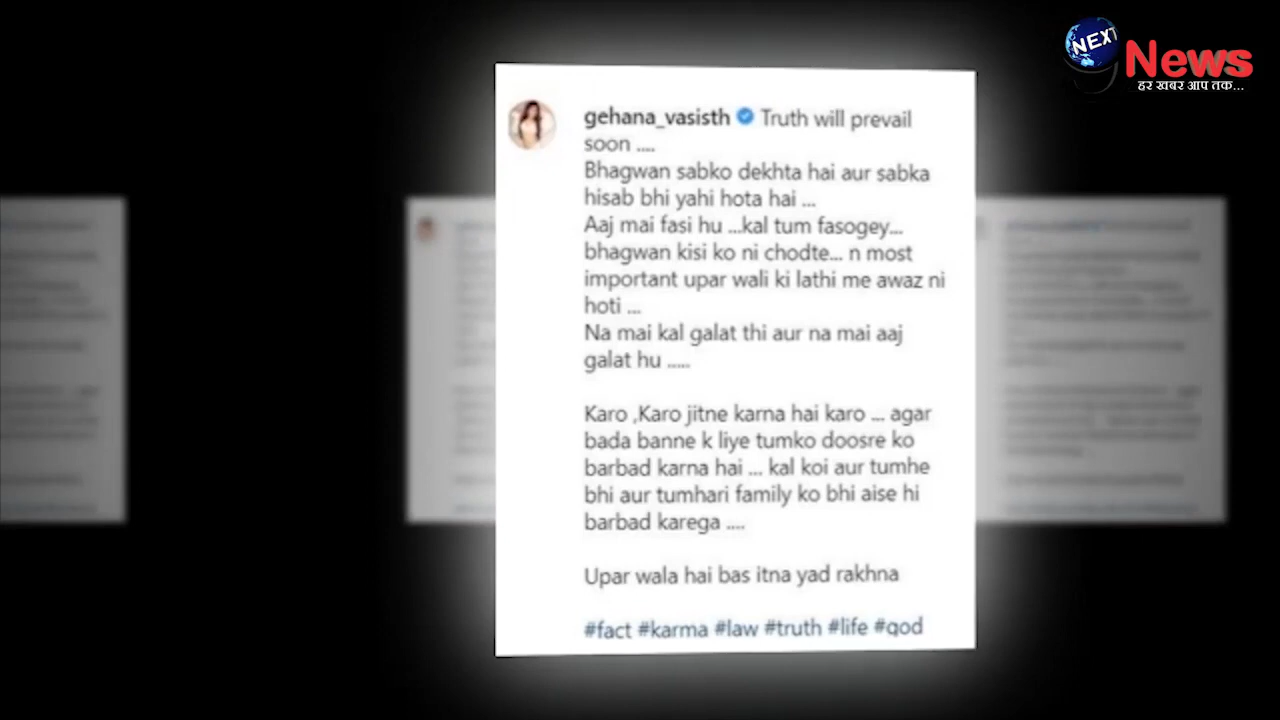 NEXT
News
हर खबर आप तक...
gehana_vasisth Truth will prevail
soon ....
Bhagwan sabko dekhta hai aur sabka
hisab bhi yahi hota hai ...
Aaj mai fasi hu ...kal tum fasogey...
bhagwan kisi ko ni chodte... n most
important upar wali ki lathi me awaz ni
hoti ...
Na mai kal galat thi aur na mai aaj
galat hu .....
Karo ,Karo jitne karna hai karo ... agar
bada banne k liye tumko doosre ko
barbad karna hai ... kal koi aur tumhe
bhi aur tumhari family ko bhi aise hi
barbad karega ....
Upar wala hai bas itna yad rakhna
#fact #karma #law #truth #life #god